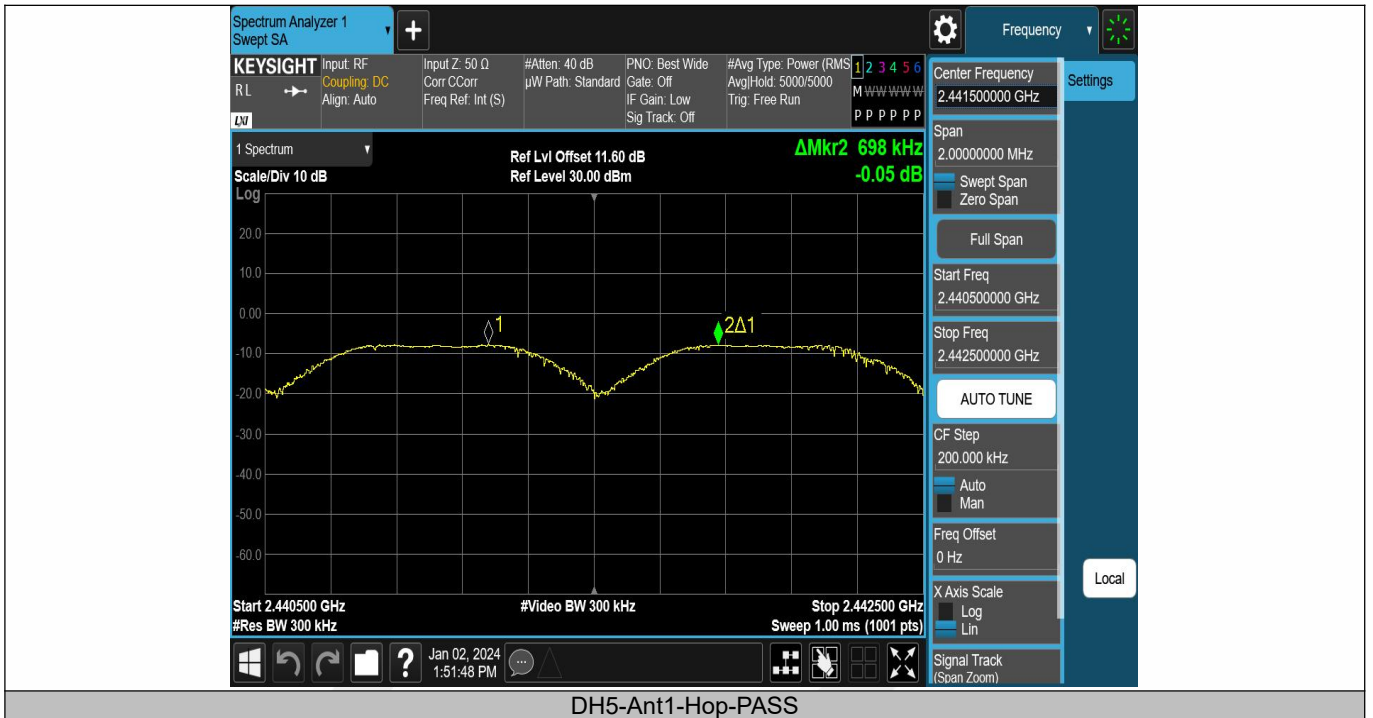 Spectrum Analyzer 1
Swept SA
+
Frequency
KEYSIGHT
RL
LXI
Input: RF
Coupling: DC
Align: Auto
Input Z: 50 Ω
Corr CCorr
Freq Ref: Int (S)
#Atten: 40 dB
µW Path: Standard
PNO: Best Wide
Gate: Off
IF Gain: Low
Sig Track: Off
#Avg Type: Power (RMS
Avg|Hold: 5000/5000
Trig: Free Run
1 2 3 4 5 6
M W W W W W
P P P P P P
1 Spectrum
Scale/Div 10 dB
Ref Lvl Offset 11.60 dB
Ref Level 30.00 dBm
ΔMkr2 698 kHz
-0.05 dB
Log
20.0
10.0
0.00
-10.0
-20.0
-30.0
-40.0
-50.0
-60.0
1
2Δ1
Start 2.440500 GHz
#Res BW 300 kHz
#Video BW 300 kHz
Stop 2.442500 GHz
Sweep 1.00 ms (1001 pts)
Center Frequency
2.441500000 GHz
Settings
Span
2.00000000 MHz
Swept Span
Zero Span
Full Span
Start Freq
2.440500000 GHz
Stop Freq
2.442500000 GHz
AUTO TUNE
CF Step
200.000 kHz
Auto
Man
Freq Offset
0 Hz
X Axis Scale
Log
Lin
Signal Track
(Span Zoom)
Local
?
Jan 02, 2024
1:51:48 PM
DH5-Ant1-Hop-PASS